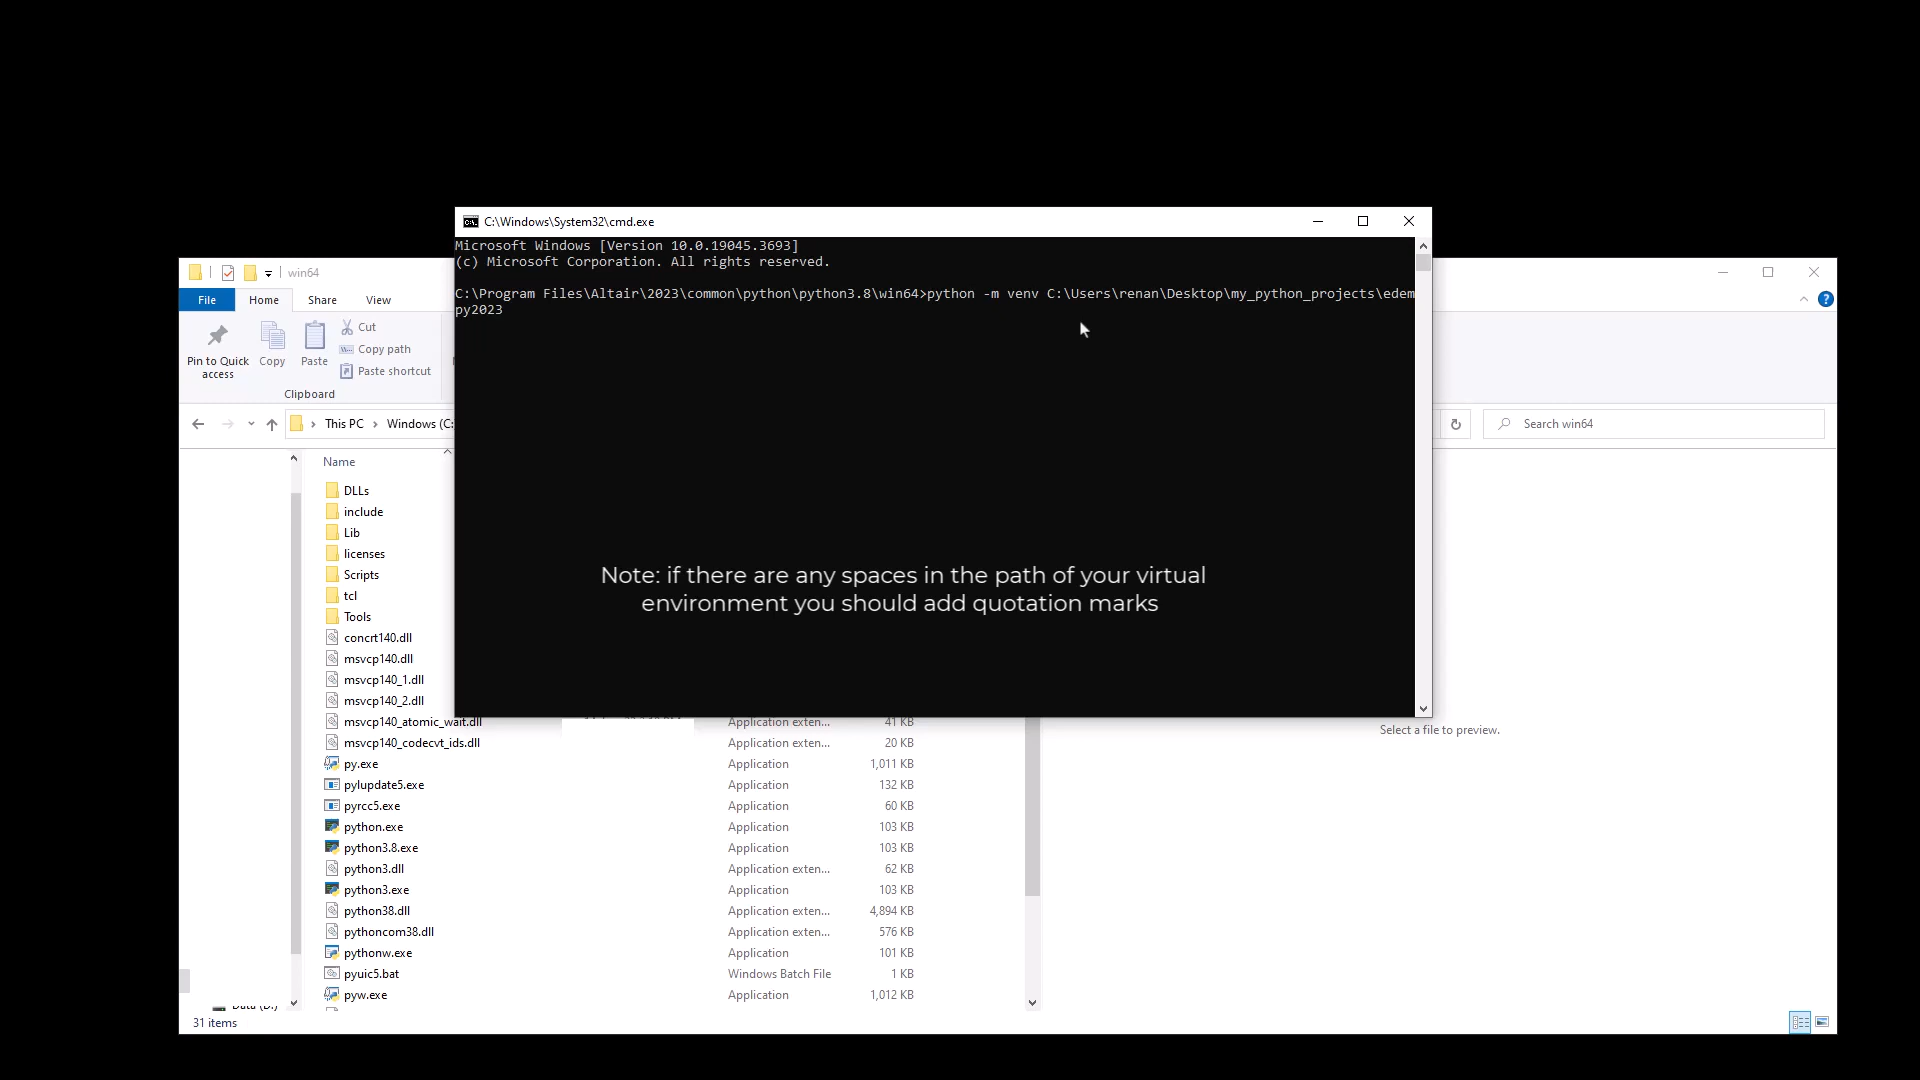 C:\Windows\System32\cmd.exe
Microsoft Windows [Version 10.0.19045.3693]
(c) Microsoft Corporation. All rights reserved.
C:\Program Files\Altair\2023\common\python\python3.8\win64>python -m venv C:\Users\renan\Desktop\my_python_projects\edem
py2023
Note: if there are any spaces in the path of your virtual
environment you should add quotation marks
win64
File Home Share View
Pin to Quick
access
Copy
Paste
Cut
Copy path
Paste shortcut
Clipboard
This PC > Windows (C:
Search win64
Name
DLLs
include
Lib
licenses
Scripts
tcl
Tools
concrt140.dll
msvcp140.dll
msvcp140_1.dll
msvcp140_2.dll
msvcp140_atomic_wait.dll Application exten... 41 KB
msvcp140_codecvt_ids.dll Application exten... 20 KB
py.exe Application 1,011 KB
pylupdate5.exe Application 132 KB
pyrcc5.exe Application 60 KB
python.exe Application 103 KB
python3.8.exe Application 103 KB
python3.dll Application exten... 62 KB
python3.exe Application 103 KB
python38.dll Application exten... 4,894 KB
pythoncom38.dll Application exten... 576 KB
pythonw.exe Application 101 KB
pyuic5.bat Windows Batch File 1 KB
pyw.exe Application 1,012 KB
Select a file to preview.
31 items